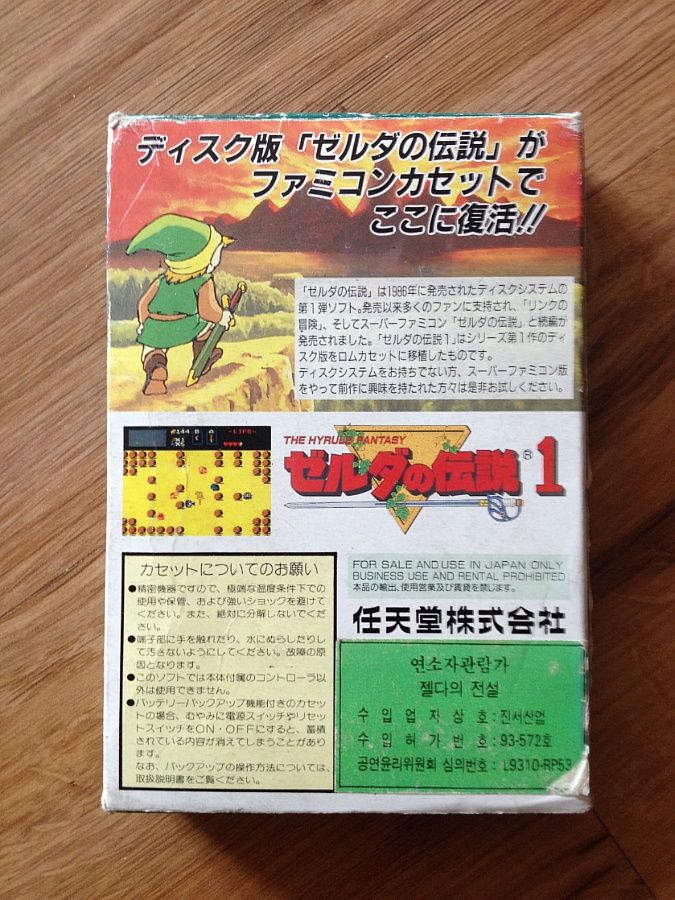 ディスク版「ゼルダの伝説」が
ファミコンカセットで
ここに復活!!
「ゼルダの伝説」は1986年に発売されたディスクシステムの
第1弾ソフト。発売以来多くのファンに支持され、「リンクの
冒険」、そしてスーパーファミコン「ゼルダの伝説」と続編が
発売されました。「ゼルダの伝説1」はシリーズ第1作のディ
スク版をロムカセットに移植したものです。
ディスクシステムをお持ちでない方、スーパーファミコン版
をやって前作に興味を持たれた方々は是非お試しください。
144 B A -LIFE-
THE HYRULE FANTASY
ゼルダの伝説® 1
カセットについてのお願い
●精密機器ですので、極端な温度条件下での
使用や保管、および強いショックを避けてく
ださい。また、絶対に分解しないでください。
●端子部に手を触れたり、水にぬらしたりし
て汚さないようにしてください。故障の原
因となります。
●このソフトでは本体付属のコントローラ以
外は使用できません。
●バッテリーバックアップ機能付きのカセット
の場合、むやみに電源スイッチやリセッ
トスイッチをON・OFFにすると、蓄積
されている内容が消えてしまうことがあり
ます。
なお、バックアップの操作方法については、
取扱説明書をご覧ください。
FOR SALE AND USE IN JAPAN ONLY
BUSINESS USE AND RENTAL PROHIBITED
本品の輸出、使用営業及び賃貸を禁じます。
任天堂株式会社
연소자관람가
젤다의 전설
수 입 업 자 상 호 : 진서산업
수 입 허 가 번 호 : 93-572호
공연윤리위원회 심의번호 : L9310-RP53